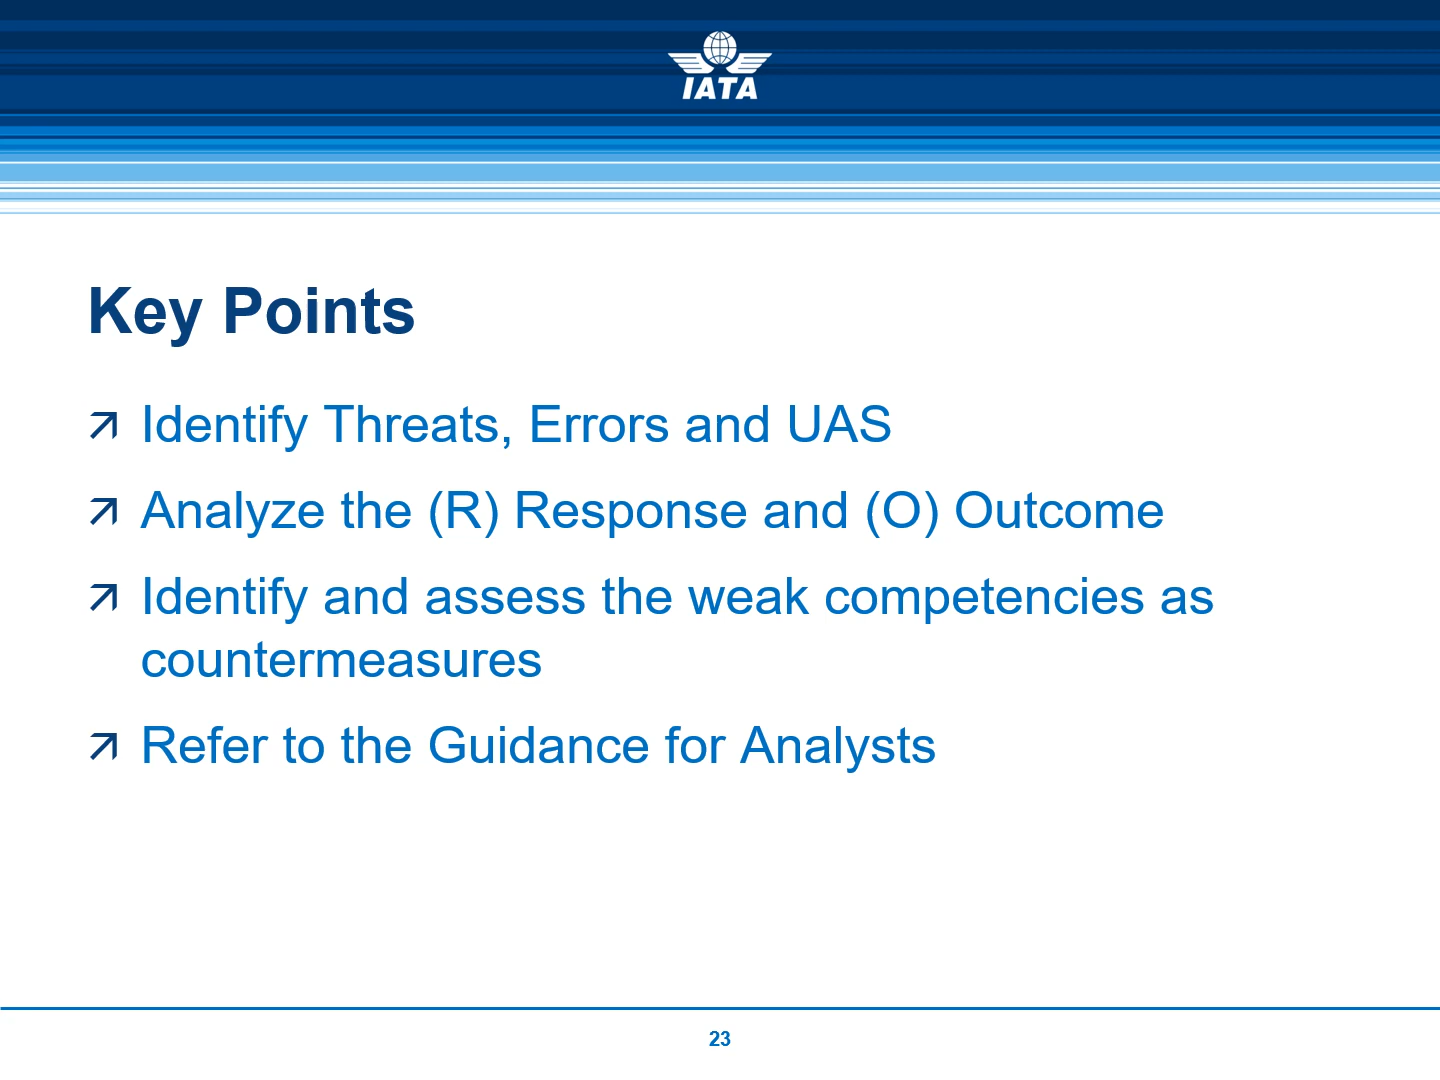 IATA
Key Points
Identify Threats, Errors and UAS
Analyze the (R) Response and (O) Outcome
Identify and assess the weak competencies as
countermeasures
Refer to the Guidance for Analysts
23